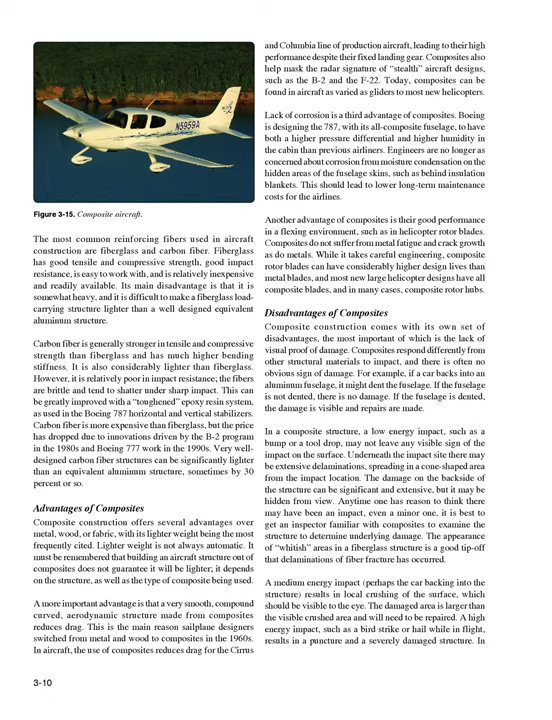 N5959A
Figure 3-15. Composite aircraft.
The most common reinforcing fibers used in aircraft
construction are fiberglass and carbon fiber. Fiberglass
has good tensile and compressive strength, good impact
resistance, is easy to work with, and is relatively inexpensive
and readily available. Its main disadvantage is that it is
somewhat heavy, and it is difficult to make a fiberglass load-
carrying structure lighter than a well designed equivalent
aluminum structure.
Carbon fiber is generally stronger in tensile and compressive
strength than fiberglass and has much higher bending
stiffness. It is also considerably lighter than fiberglass.
However, it is relatively poor in impact resistance; the fibers
are brittle and tend to shatter under sharp impact. This can
be greatly improved with a “toughened” epoxy resin system,
as used in the Boeing 787 horizontal and vertical stabilizers.
Carbon fiber is more expensive than fiberglass, but the price
has dropped due to innovations driven by the B-2 program
in the 1980s and Boeing 777 work in the 1990s. Very well-
designed carbon fiber structures can be significantly lighter
than an equivalent aluminum structure, sometimes by 30
percent or so.
Advantages of Composites
Composite construction offers several advantages over
metal, wood, or fabric, with its lighter weight being the most
frequently cited. Lighter weight is not always automatic. It
must be remembered that building an aircraft structure out of
composites does not guarantee it will be lighter; it depends
on the structure, as well as the type of composite being used.
A more important advantage is that a very smooth, compound
curved, aerodynamic structure made from composites
reduces drag. This is the main reason sailplane designers
switched from metal and wood to composites in the 1960s.
In aircraft, the use of composites reduces drag for the Cirrus
and Columbia line of production aircraft, leading to their high
performance despite their fixed landing gear. Composites also
help mask the radar signature of “stealth” aircraft designs,
such as the B-2 and the F-22. Today, composites can be
found in aircraft as varied as gliders to most new helicopters.
Lack of corrosion is a third advantage of composites. Boeing
is designing the 787, with its all-composite fuselage, to have
both a higher pressure differential and higher humidity in
the cabin than previous airliners. Engineers are no longer as
concerned about corrosion from moisture condensation on the
hidden areas of the fuselage skins, such as behind insulation
blankets. This should lead to lower long-term maintenance
costs for the airlines.
Another advantage of composites is their good performance
in a flexing environment, such as in helicopter rotor blades.
Composites do not suffer from metal fatigue and crack growth
as do metals. While it takes careful engineering, composite
rotor blades can have considerably higher design lives than
metal blades, and most new large helicopter designs have all
composite blades, and in many cases, composite rotor hubs.
Disadvantages of Composites
Composite construction comes with its own set of
disadvantages, the most important of which is the lack of
visual proof of damage. Composites respond differently from
other structural materials to impact, and there is often no
obvious sign of damage. For example, if a car backs into an
aluminum fuselage, it might dent the fuselage. If the fuselage
is not dented, there is no damage. If the fuselage is dented,
the damage is visible and repairs are made.
In a composite structure, a low energy impact, such as a
bump or a tool drop, may not leave any visible sign of the
impact on the surface. Underneath the impact site there may
be extensive delaminations, spreading in a cone-shaped area
from the impact location. The damage on the backside of
the structure can be significant and extensive, but it may be
hidden from view. Anytime one has reason to think there
may have been an impact, even a minor one, it is best to
get an inspector familiar with composites to examine the
structure to determine underlying damage. The appearance
of “whitish” areas in a fiberglass structure is a good tip-off
that delaminations of fiber fracture has occurred.
A medium energy impact (perhaps the car backing into the
structure) results in local crushing of the surface, which
should be visible to the eye. The damaged area is larger than
the visible crushed area and will need to be repaired. A high
energy impact, such as a bird strike or hail while in flight,
results in a puncture and a severely damaged structure. In
3-10